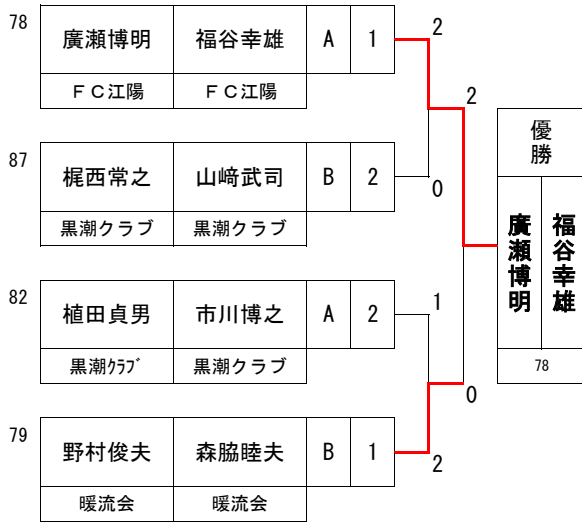 78
廣瀬博明 福谷幸雄 A 1
ＦＣ江陽 ＦＣ江陽
2
2
87
梶西常之 山﨑武司 B 2
黒潮クラブ 黒潮クラブ
0
優勝
廣瀬博明 福谷幸雄
78
82
植田貞男 市川博之 A 2
黒潮ｸﾗﾌﾞ 黒潮クラブ
1
0
79
野村俊夫 森脇睦夫 B 1
暖流会 暖流会
2